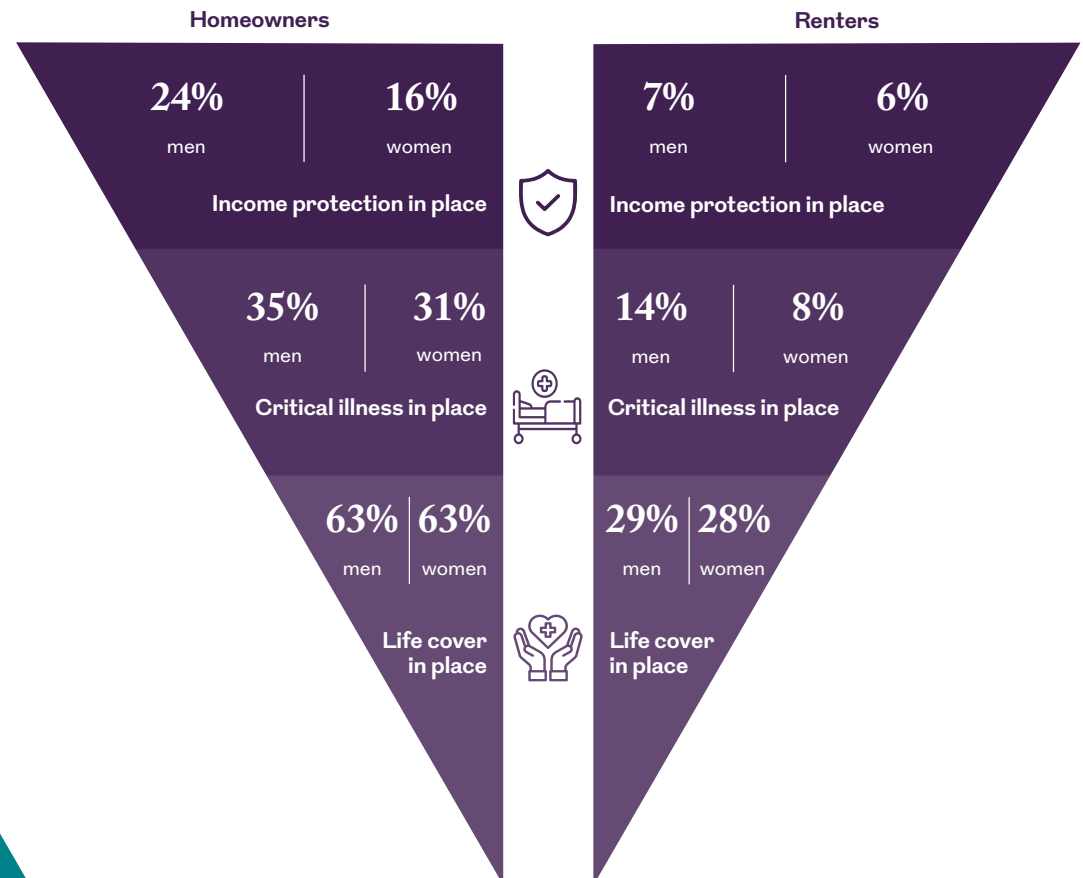 Homeowners
24% 16%
men women
Income protection in place
35% 31%
men women
Critical illness in place
63% 63%
men women
Life cover
in place
Renters
7% 6%
men women
Income protection in place
14% 8%
men women
Critical illness in place
29% 28%
men women
Life cover
in place